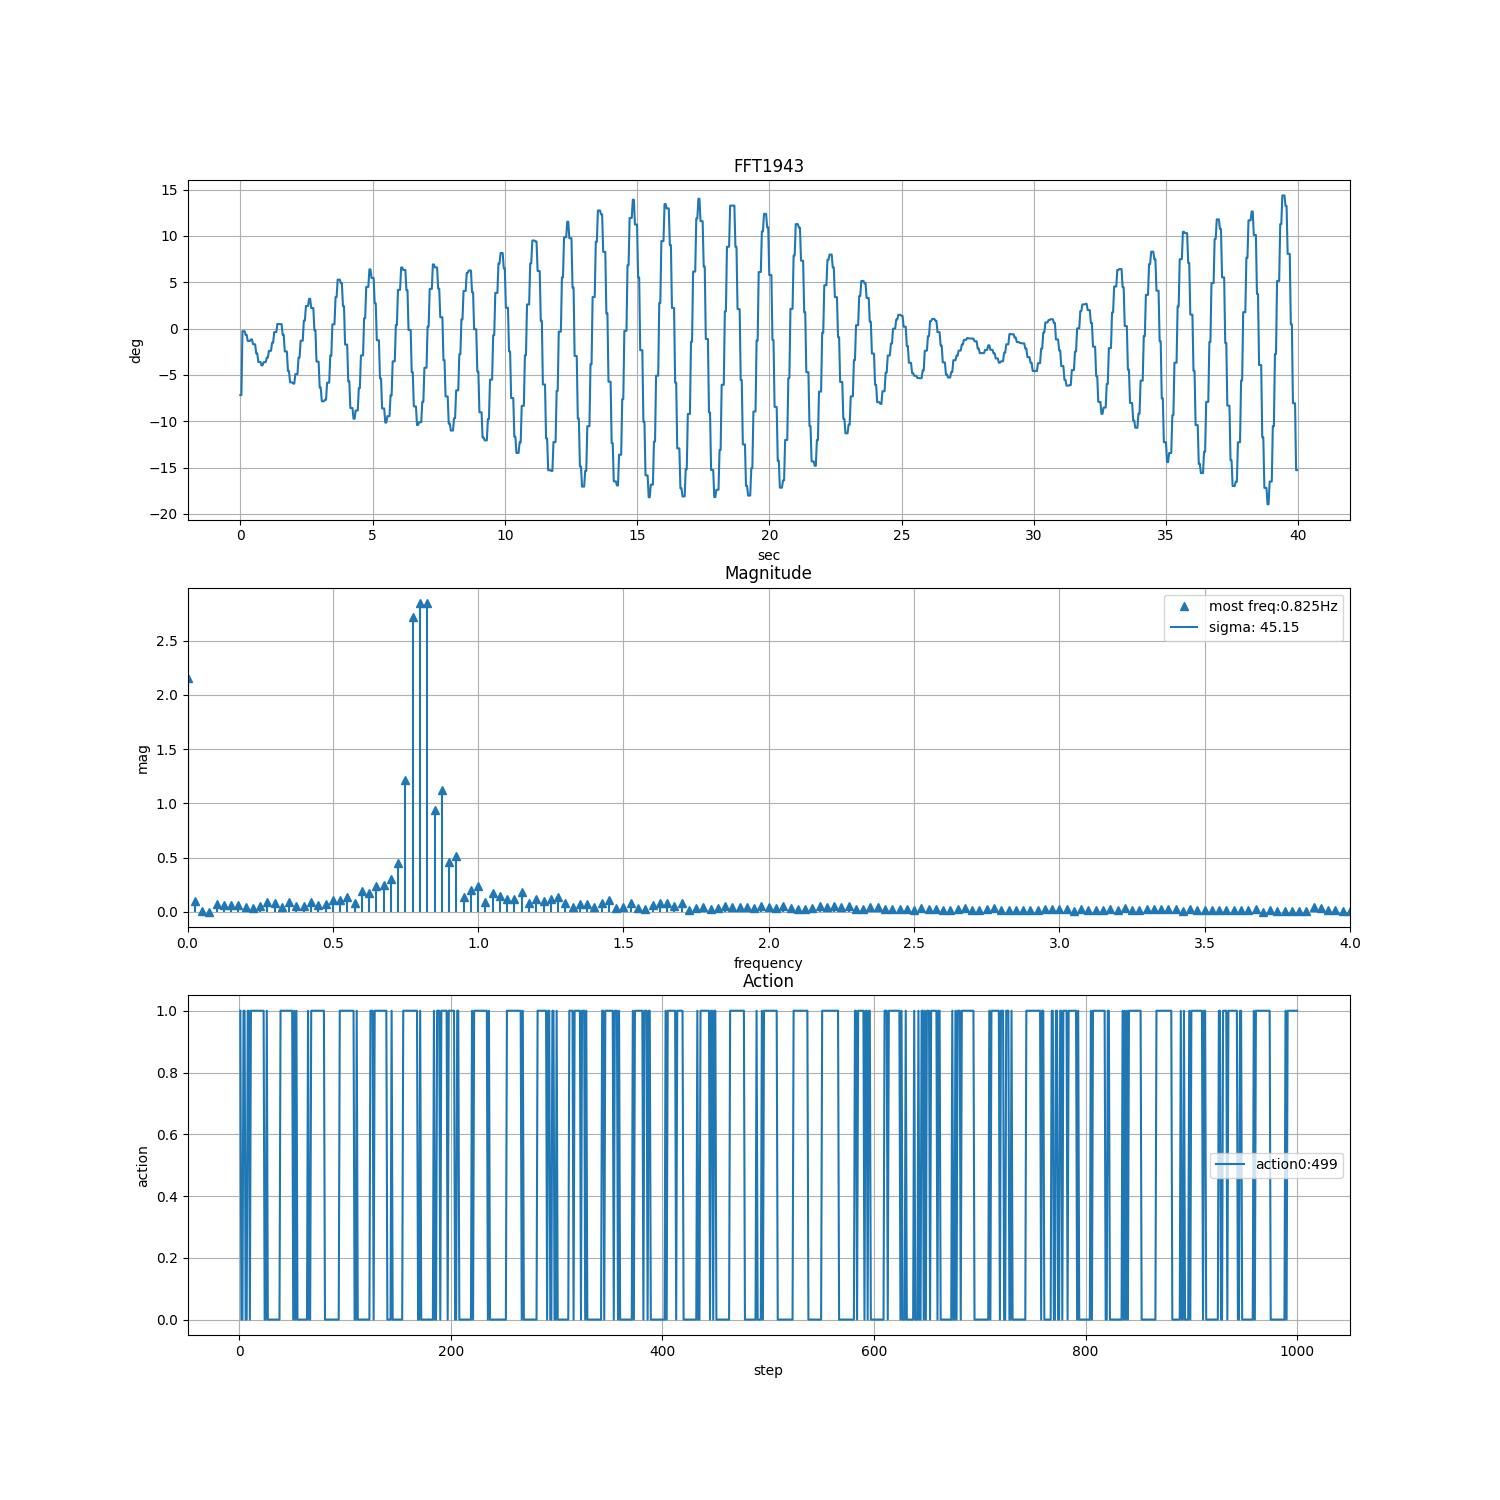 FFT1943
15
10
5
0
−5
−10
−15
−20
deg
0 5 10 15 20 25 30 35 40
sec
Magnitude
most freq:0.825Hz
sigma: 45.15
2.5
2.0
1.5
1.0
0.5
0.0
mag
0.0 0.5 1.0 1.5 2.0 2.5 3.0 3.5 4.0
frequency
Action
1.0
0.8
0.6
0.4
0.2
0.0
action
action0:499
0 200 400 600 800 1000
step